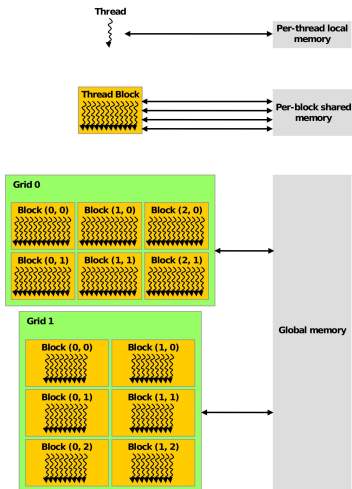 Thread
Per-thread local
memory
Thread Block
Per-block shared
memory
Grid 0
Block (0, 0) Block (1, 0) Block (2, 0)
Block (0, 1) Block (1, 1) Block (2, 1)
Grid 1
Global memory
Block (0, 0) Block (1, 0)
Block (0, 1) Block (1, 1)
Block (0, 2) Block (1, 2)